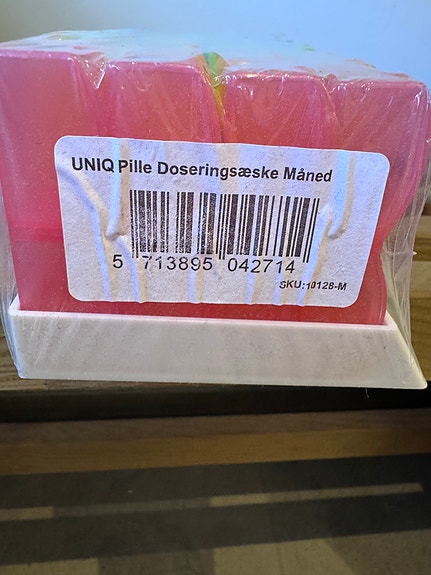 UNIQ Pille Doseringsæske Måned
5 713895 042714
SKU:10128-M